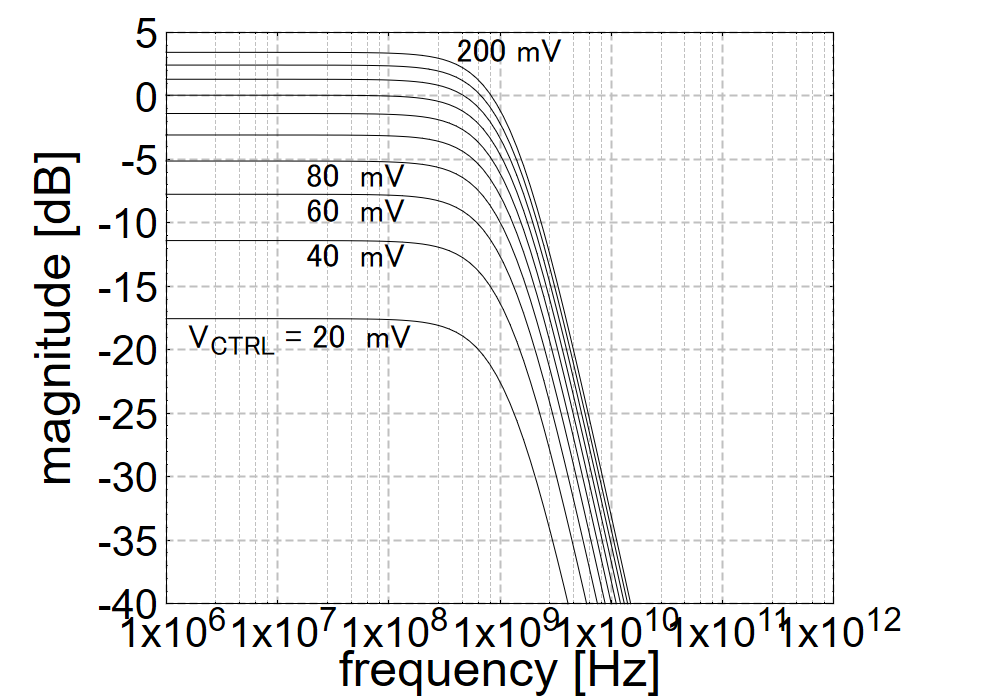 5
0
-5
-10
-15
-20
-25
-30
-35
-40
magnitude [dB]
200 mV
80 mV
60 mV
40 mV
V_CTRL = 20 mV
1x10⁶ 1x10⁷ 1x10⁸ 1x10⁹ 1x10¹⁰ 1x10¹¹ 1x10¹²
frequency [Hz]